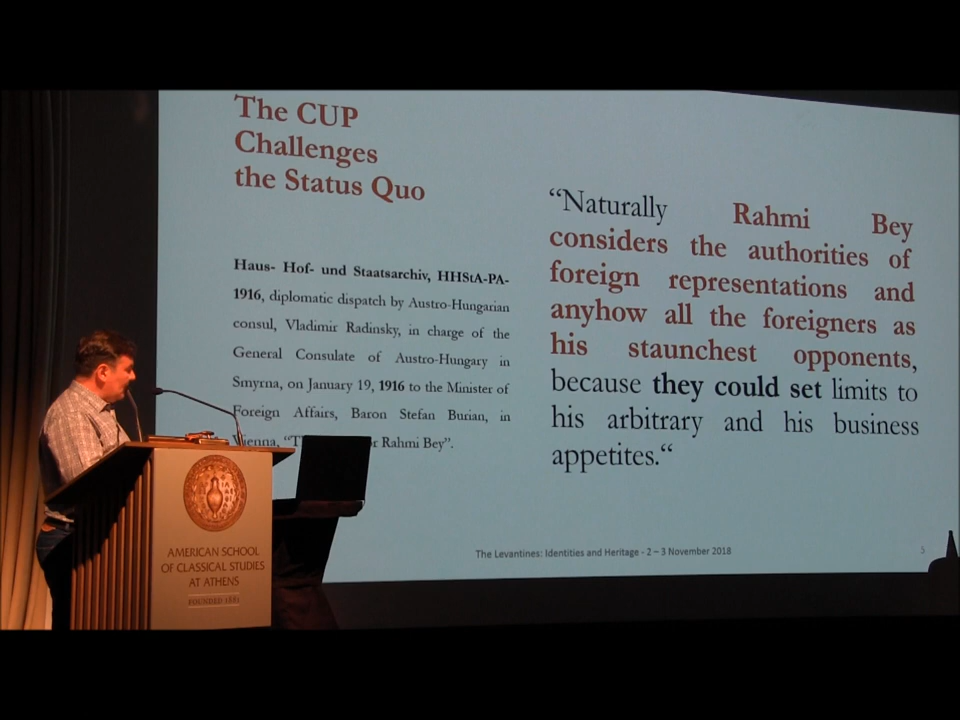 The CUP
Challenges
the Status Quo
Haus- Hof- und Staatsarchiv, HHStA-PA-
1916, diplomatic dispatch by Austro-Hungarian
consul, Vladimir Radinsky, in charge of the
General Consulate of Austro-Hungary in
Smyrna, on January 19, 1916 to the Minister of
Foreign Affairs, Baron Stefan Burian, in
Vienna, Rahmi Bey”.
“Naturally Rahmi Bey
considers the authorities of
foreign representations and
anyhow all the foreigners as
his staunchest opponents,
because they could set limits to
his arbitrary and his business
appetites.“
The Levantines: Identities and Heritage - 2 – 3 November 2018
AMERICAN SCHOOL
OF CLASSICAL STUDIES
AT ATHENS
FOUNDED 1881